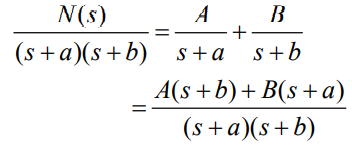 N(s)/((s+a)(s+b)) = A/(s+a) + B/(s+b)
= (A(s+b)+B(s+a))/((s+a)(s+b))